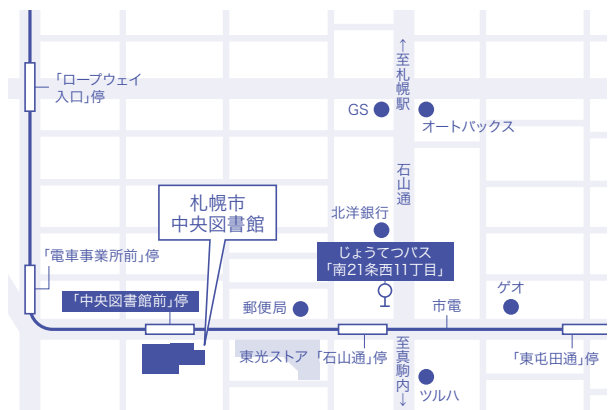 ←至札幌駅
「ロープウェイ
入口」停
GS
オートバックス
石山通
札幌市
中央図書館
北洋銀行
「電車事業所前」停
じょうてつバス
「南21条西11丁目」
「中央図書館前」停
郵便局
市電
ゲオ
東光ストア
「石山通」停
至真駒内→
「東屯田通」停
ツルハ